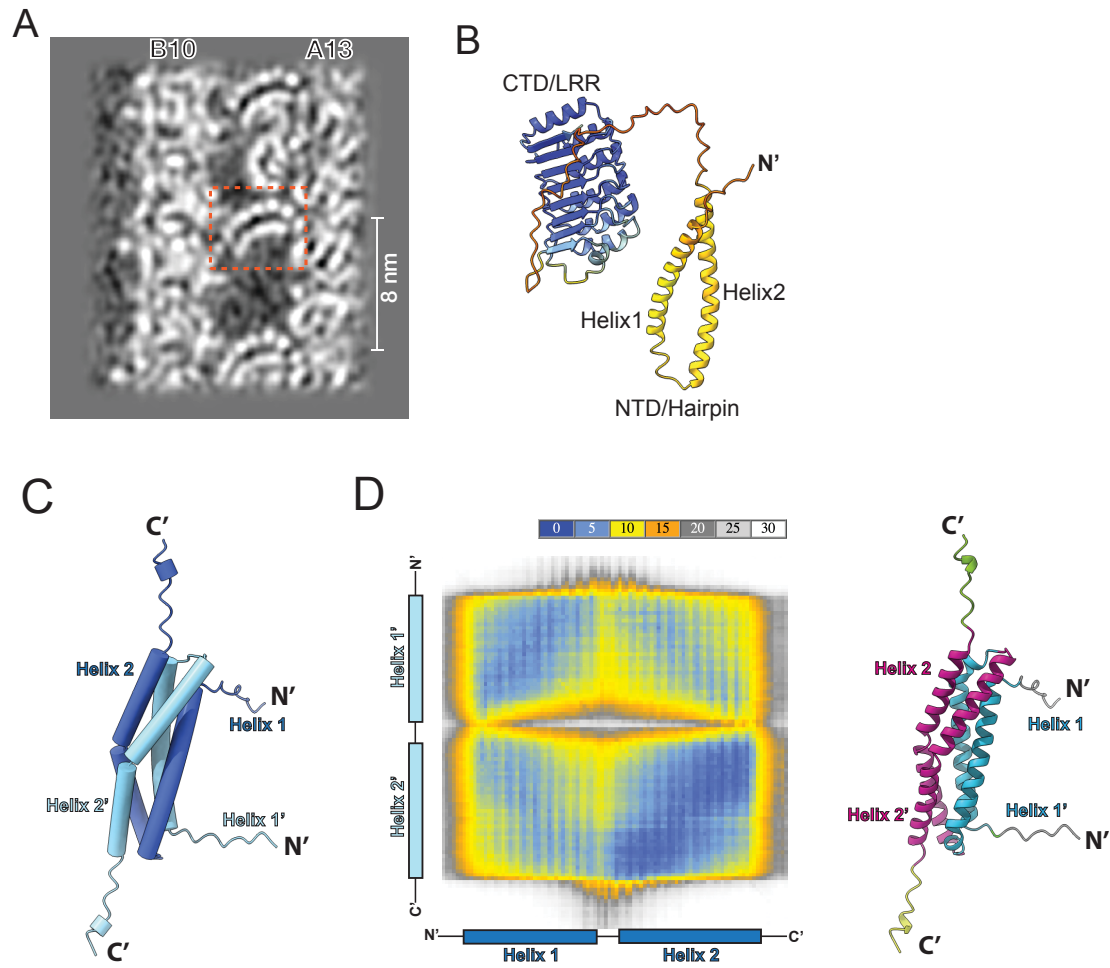 A
B10
A13
8 nm
B
CTD/LRR
N'
Helix1
Helix2
NTD/Hairpin
C
C'
Helix 2
N'
Helix 1
Helix 2'
Helix 1'
N'
C'
D
0 5 10 15 20 25 30
N'
Helix 1'
Helix 2'
C'
N'
Helix 1
Helix 2
C'
C'
Helix 2
N'
Helix 1
Helix 2'
Helix 1'
N'
C'